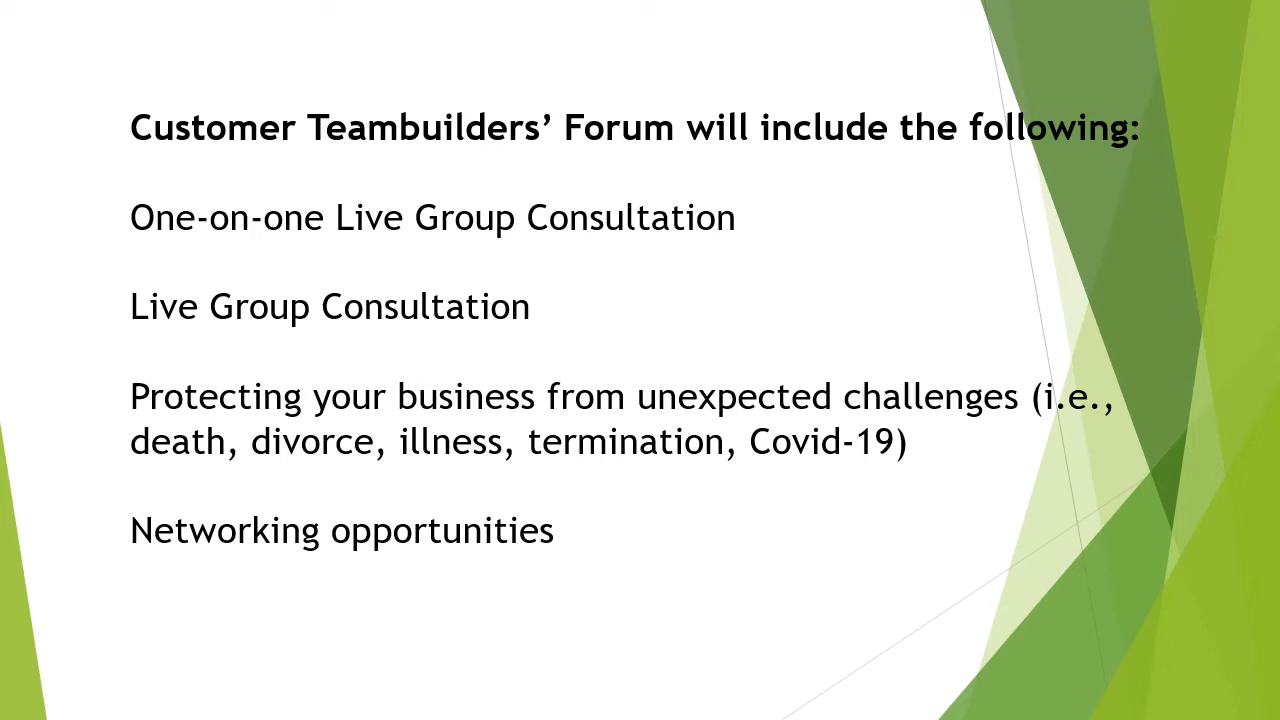 Customer Teambuilders’ Forum will include the following:
One-on-one Live Group Consultation
Live Group Consultation
Protecting your business from unexpected challenges (i.e.,
death, divorce, illness, termination, Covid-19)
Networking opportunities